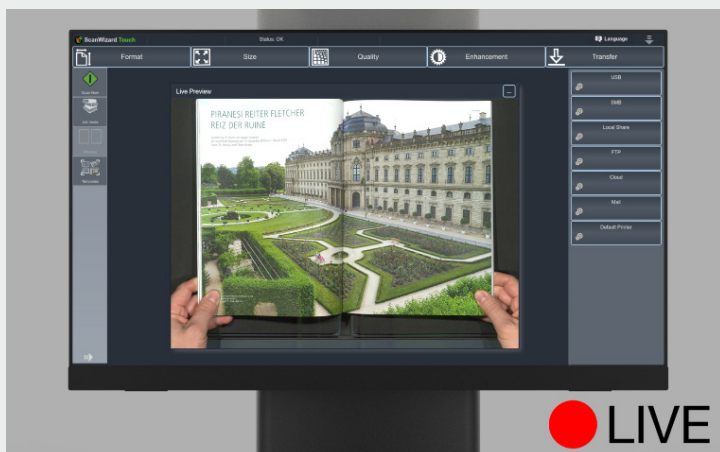 ScanWizard Touch
Status: OK
Language
Format
Size
Quality
Enhancement
Transfer
Live Preview
PIRANESI REITER FLETCHER
REIZ DER RUINE
Templates
USB
SMB
Local Share
FTP
Cloud
Mail
Default Printer
LIVE